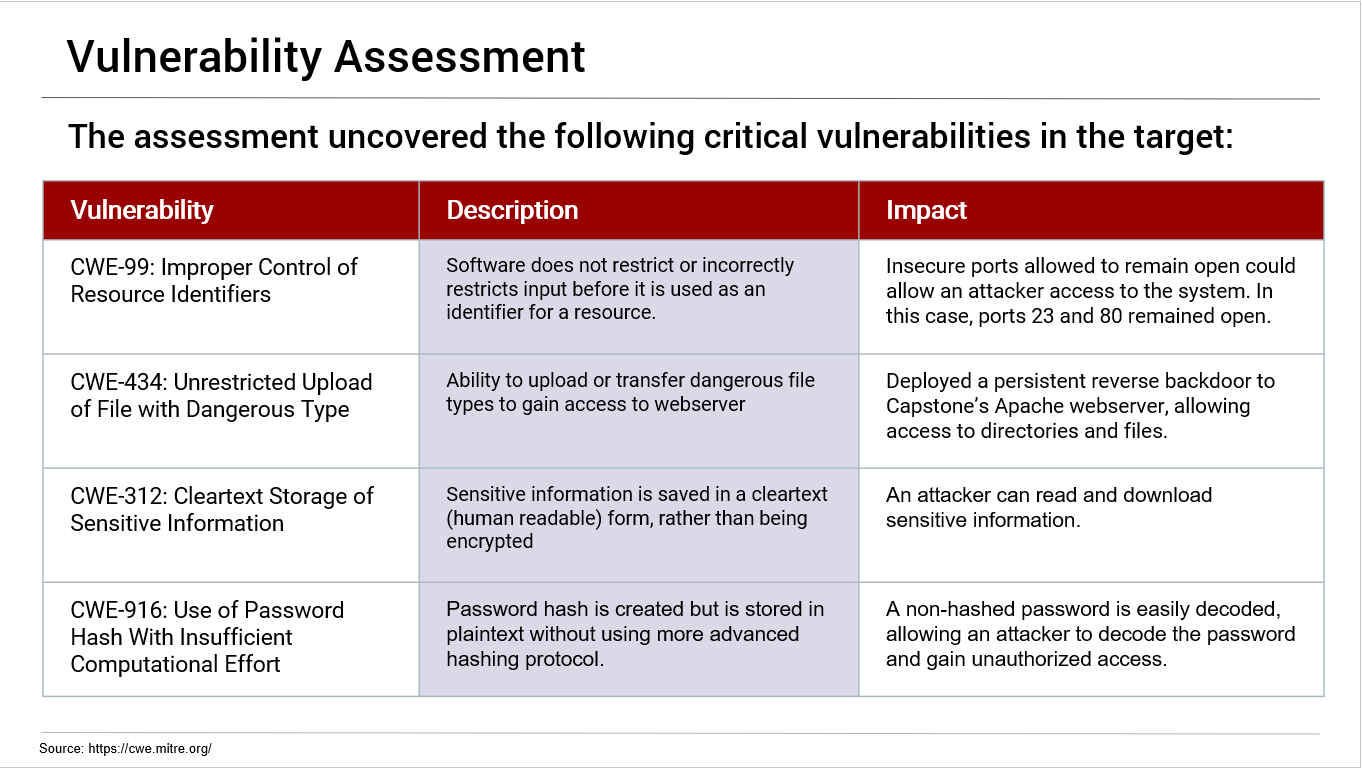 Vulnerability Assessment
The assessment uncovered the following critical vulnerabilities in the target:
Vulnerability
Description
Impact
CWE-99: Improper Control of
Resource Identifiers
Software does not restrict or incorrectly
restricts input before it is used as an
identifier for a resource.
Insecure ports allowed to remain open could
allow an attacker access to the system. In
this case, ports 23 and 80 remained open.
CWE-434: Unrestricted Upload
of File with Dangerous Type
Ability to upload or transfer dangerous file
types to gain access to webserver
Deployed a persistent reverse backdoor to
Capstone’s Apache webserver, allowing
access to directories and files.
CWE-312: Cleartext Storage of
Sensitive Information
Sensitive information is saved in a cleartext
(human readable) form, rather than being
encrypted
An attacker can read and download
sensitive information.
CWE-916: Use of Password
Hash With Insufficient
Computational Effort
Password hash is created but is stored in
plaintext without using more advanced
hashing protocol.
A non-hashed password is easily decoded,
allowing an attacker to decode the password
and gain unauthorized access.
Source: https://cwe.mitre.org/